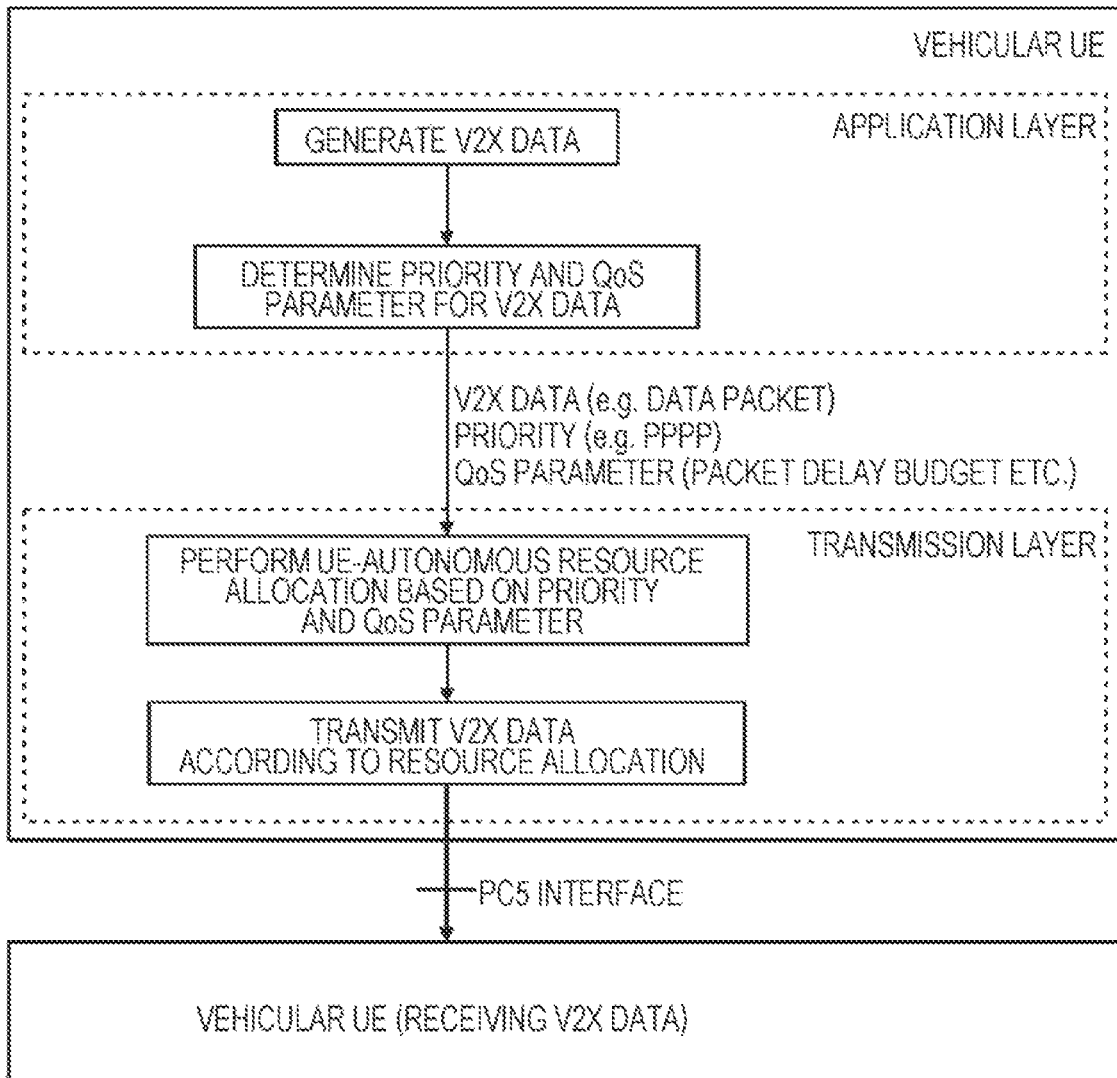 VEHICULAR UE
APPLICATION LAYER
GENERATE V2X DATA
DETERMINE PRIORITY AND QoS
PARAMETER FOR V2X DATA
V2X DATA (e.g. DATA PACKET)
PRIORITY (e.g. PPPP)
QoS PARAMETER (PACKET DELAY BUDGET ETC.)
TRANSMISSION LAYER
PERFORM UE-AUTONOMOUS RESOURCE
ALLOCATION BASED ON PRIORITY
AND QoS PARAMETER
TRANSMIT V2X DATA
ACCORDING TO RESOURCE ALLOCATION
PC5 INTERFACE
VEHICULAR UE (RECEIVING V2X DATA)